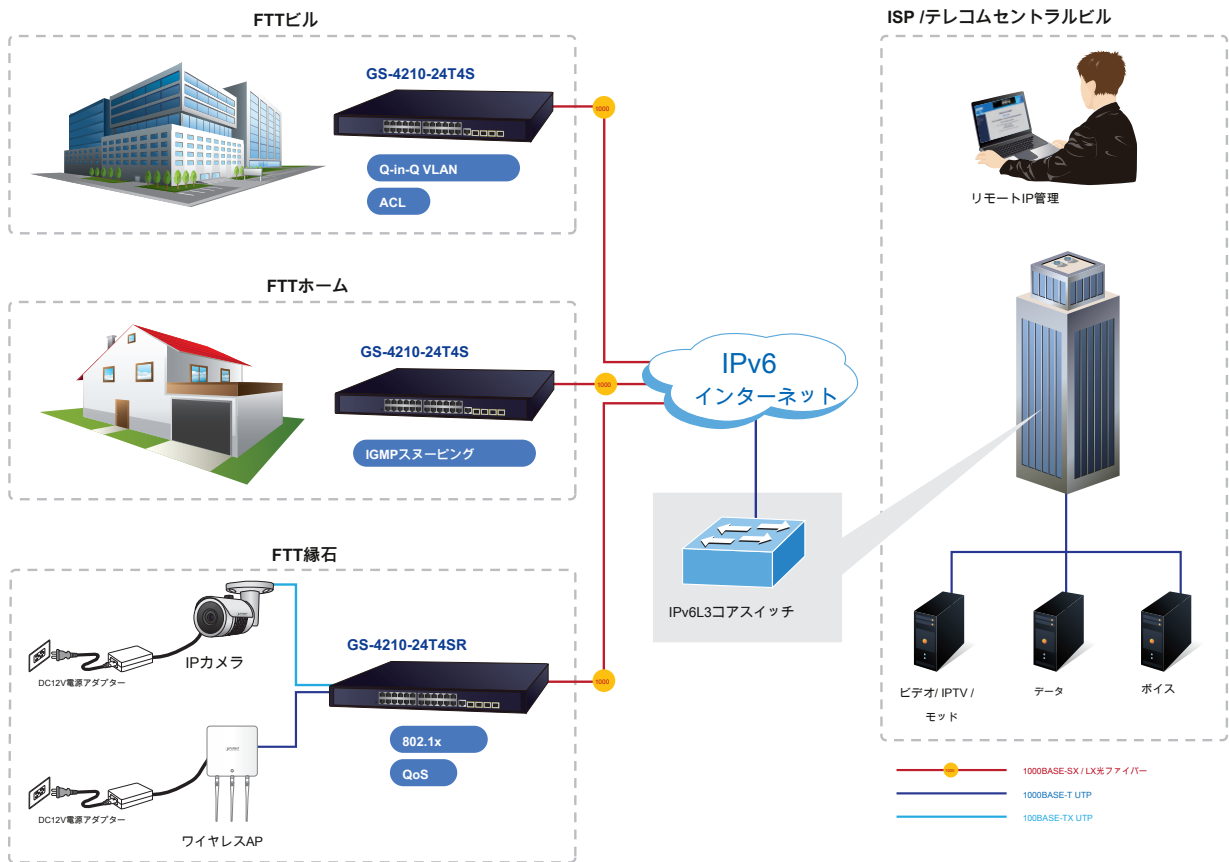 FTTビル
GS-4210-24T4S
1000
Q-in-Q VLAN
ACL
FTTホーム
GS-4210-24T4S
1000
IGMPスヌーピング
FTT縁石
IPカメラ
DC12V電源アダプター
GS-4210-24T4SR
1000
802.1x
QoS
DC12V電源アダプター
ワイヤレスAP
IPv6
インターネット
IPv6L3コアスイッチ
ISP /テレコムセントラルビル
リモートIP管理
ビデオ/ IPTV /
モッド
データ
ボイス
1000BASE-SX / LX光ファイバー
1000BASE-T UTP
100BASE-TX UTP